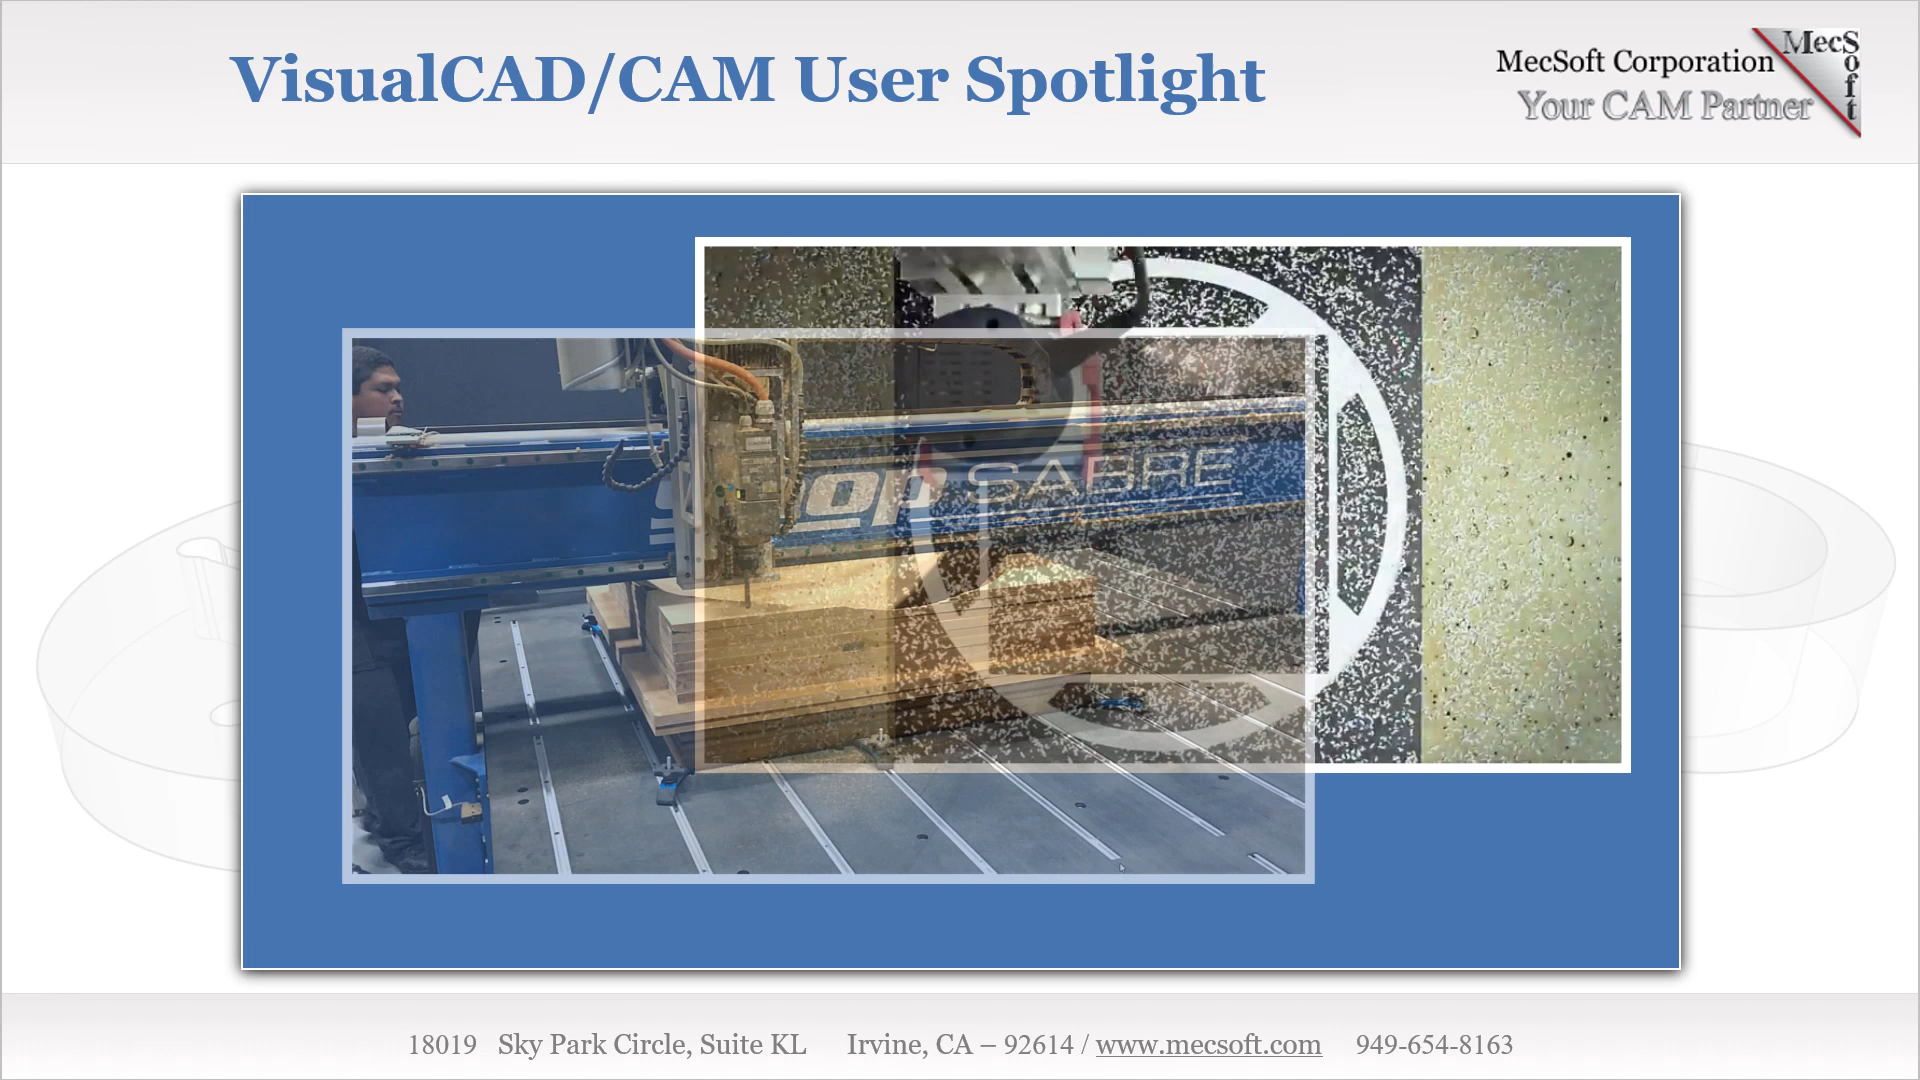 VisualCAD/CAM User Spotlight
MecSoft Corporation
Your CAM Partner
MecSoft
SABRE
18019 Sky Park Circle, Suite KL Irvine, CA – 92614 / www.mecsoft.com 949-654-8163